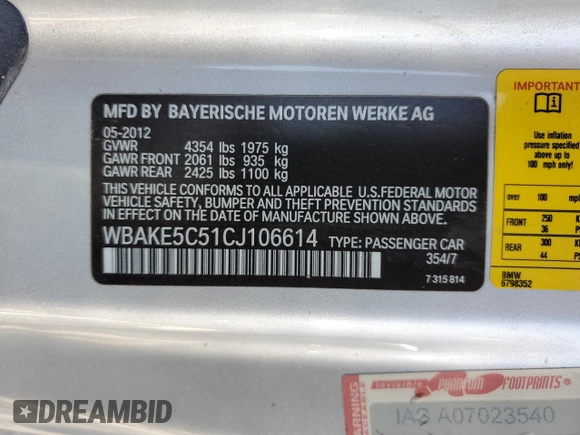 MFD BY BAYERISCHE MOTOREN WERKE AG
05-2012
GVWR 4354 lbs 1975 kg
GAWR FRONT 2061 lbs 935 kg
GAWR REAR 2425 lbs 1100 kg
THIS VEHICLE CONFORMS TO ALL APPLICABLE U.S.FEDERAL MOTOR
VEHICLE SAFETY, BUMPER AND THEFT PREVENTION STANDARDS
IN EFFECT ON THE DATE OF MANUFACTURE SHOWN ABOVE.
WBAKE5C51CJ106614 TYPE: PASSENGER CAR
354/7
7 315 814
IMPORTANT
Use inflation
pressure specified
above up to
100 mph only!
over 100 mph
FRONT 250
36
REAR 300
44
BMW
6798352
WARNING
Invisible PHANTOM FOOTPRINTS
IA3 A07023540
DREAMBID